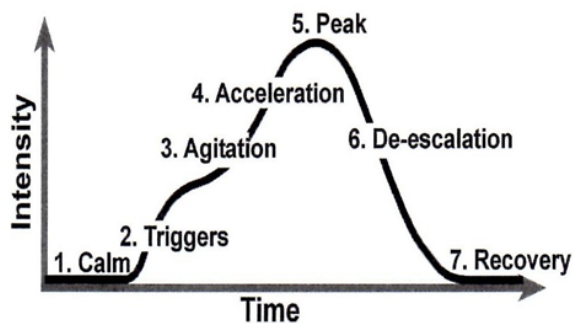 5. Peak
4. Acceleration
3. Agitation
6. De-escalation
2. Triggers
1. Calm
7. Recovery
Intensity
Time